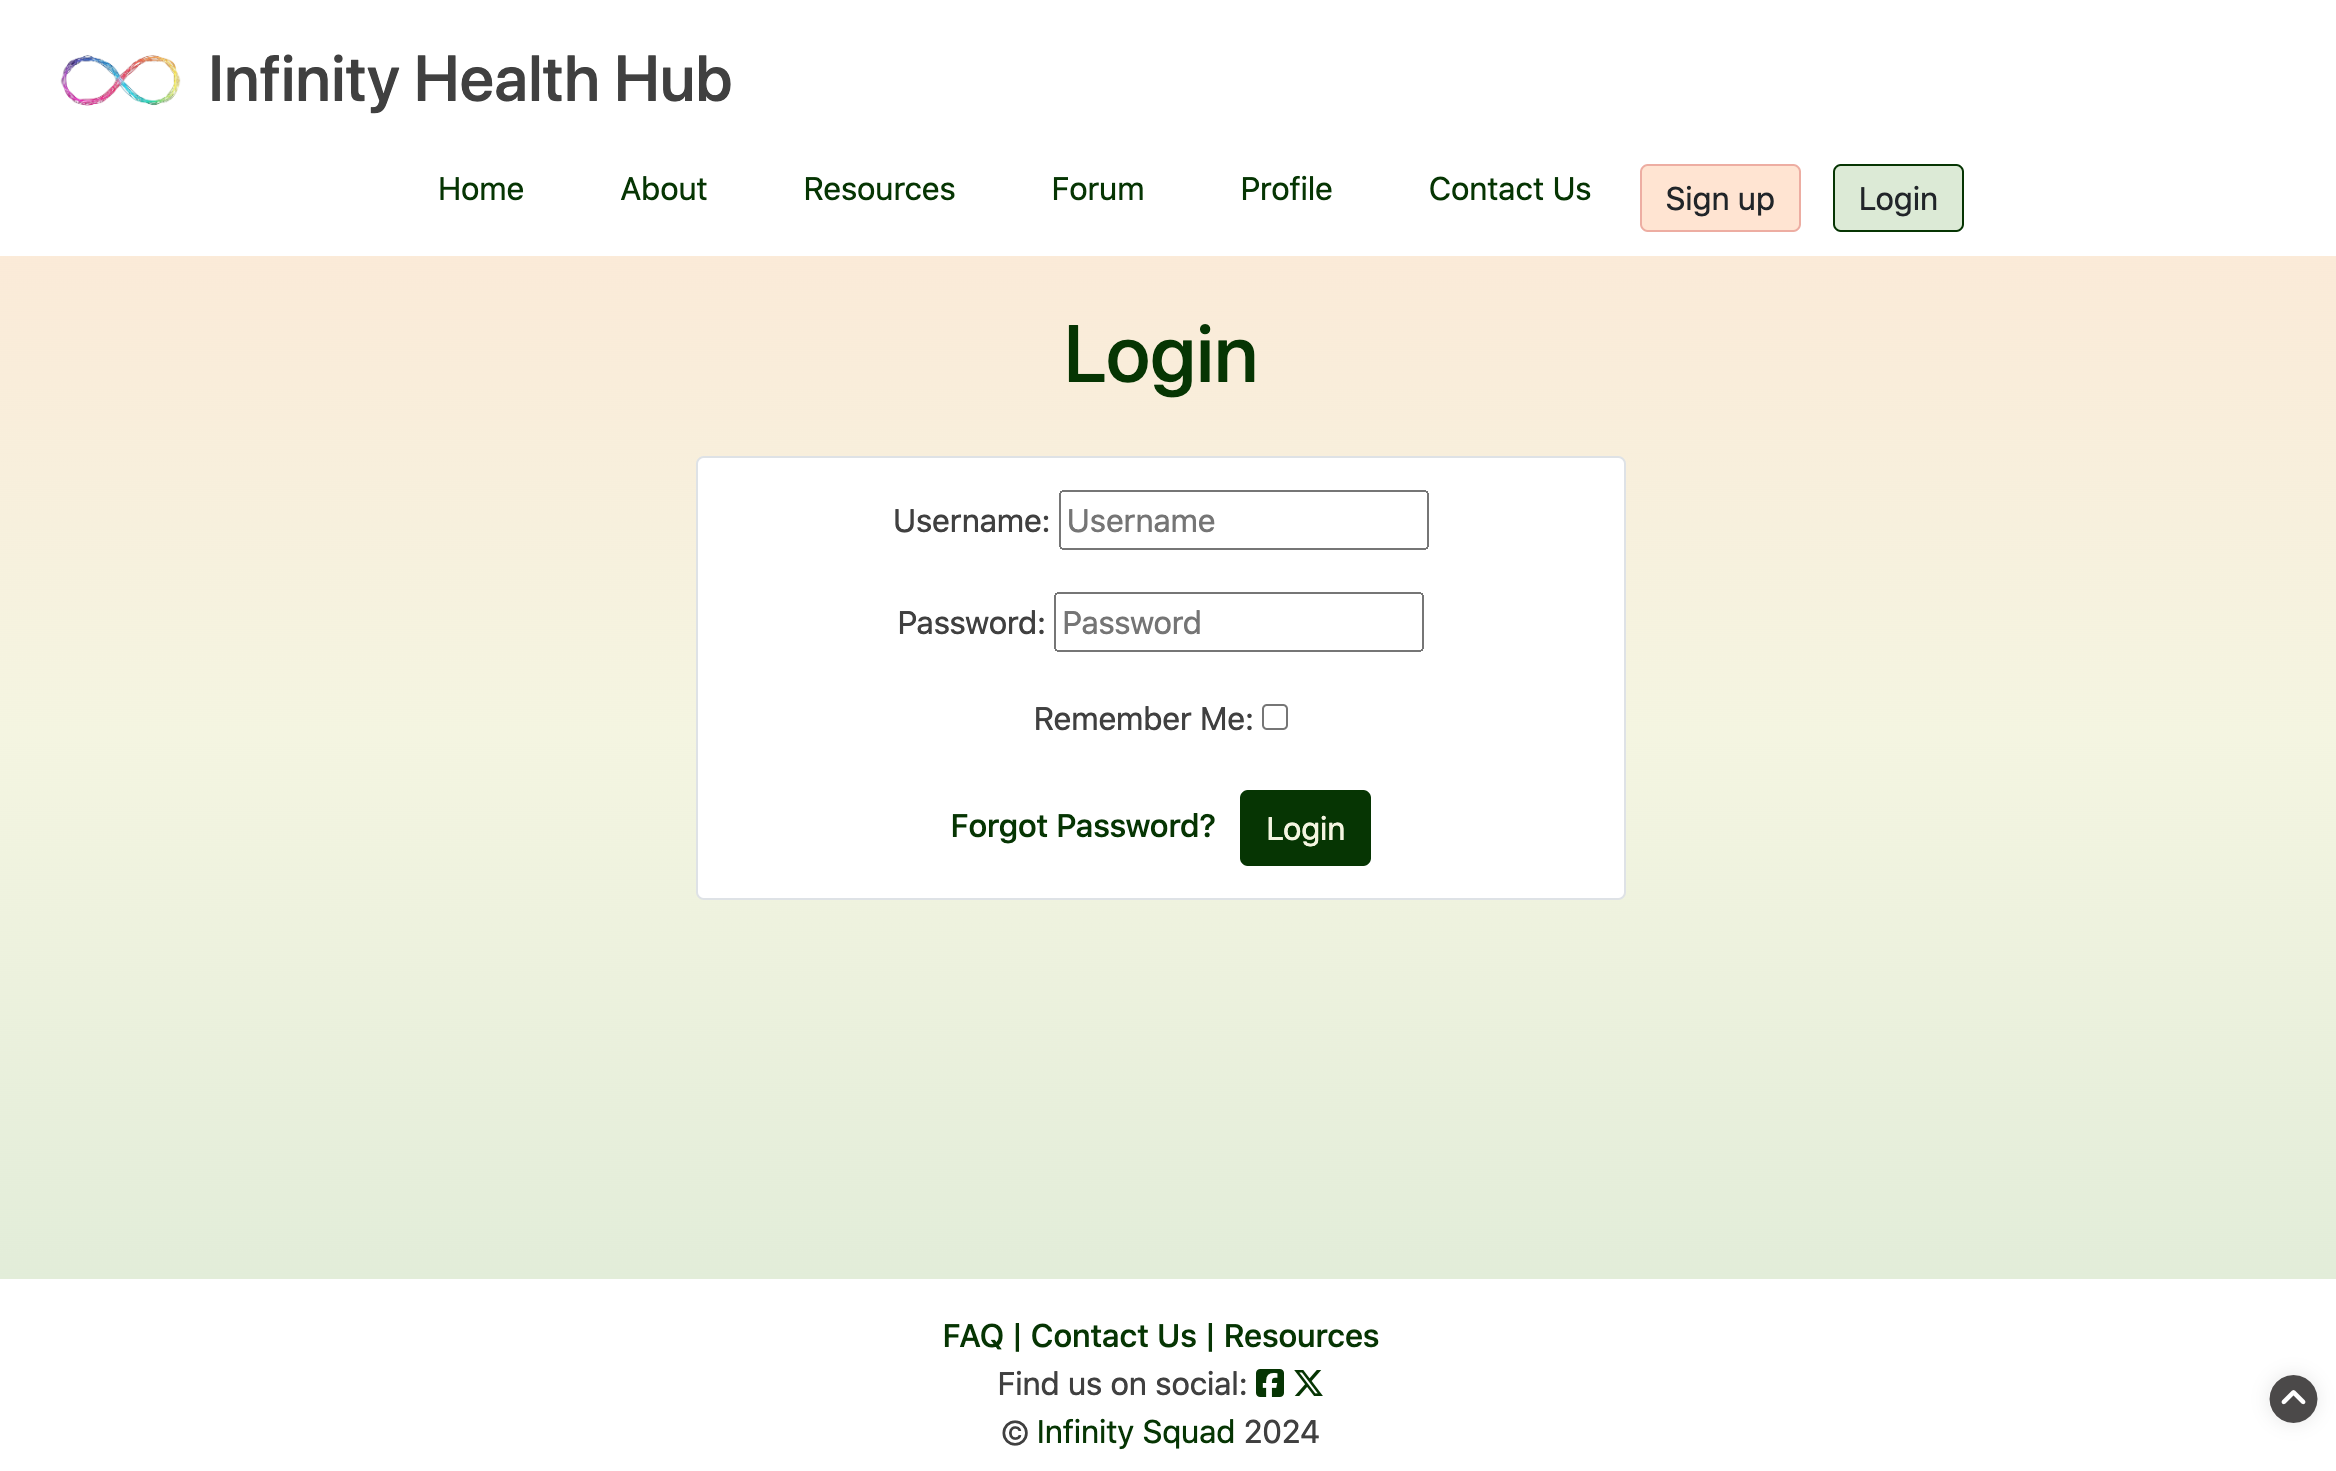 Infinity Health Hub
Home About Resources Forum Profile Contact Us Sign up Login
Login
Username: Username
Password: Password
Remember Me:
Forgot Password? Login
FAQ | Contact Us | Resources
Find us on social:
© Infinity Squad 2024